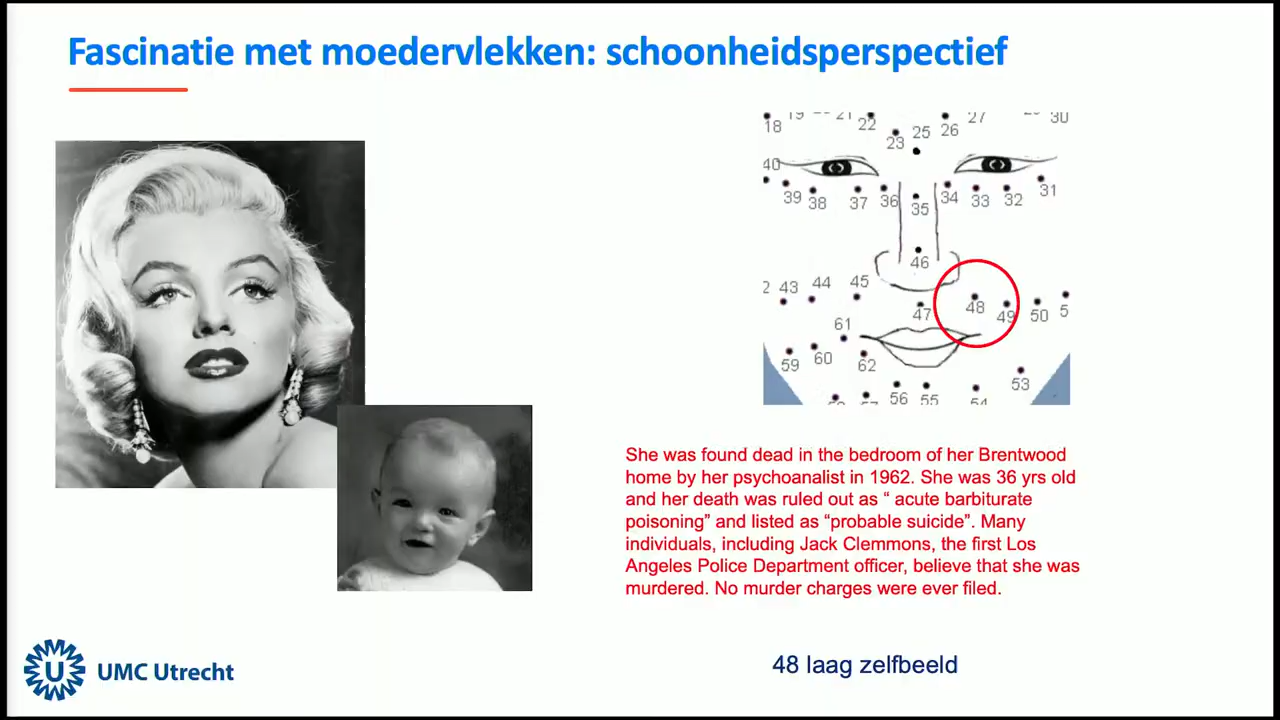 Fascinatie met moedervlekken: schoonheidsperspectief
18 19 21 22 23 25 26 27 30
40
39 38 37 36 35 34 33 32 31
46
2 43 44 45 47 48 49 50 5
61
59 60 62
53
56 55 54
She was found dead in the bedroom of her Brentwood
home by her psychoanalist in 1962. She was 36 yrs old
and her death was ruled out as “ acute barbiturate
poisoning” and listed as “probable suicide”. Many
individuals, including Jack Clemmons, the first Los
Angeles Police Department officer, believe that she was
murdered. No murder charges were ever filed.
U UMC Utrecht
48 laag zelfbeeld